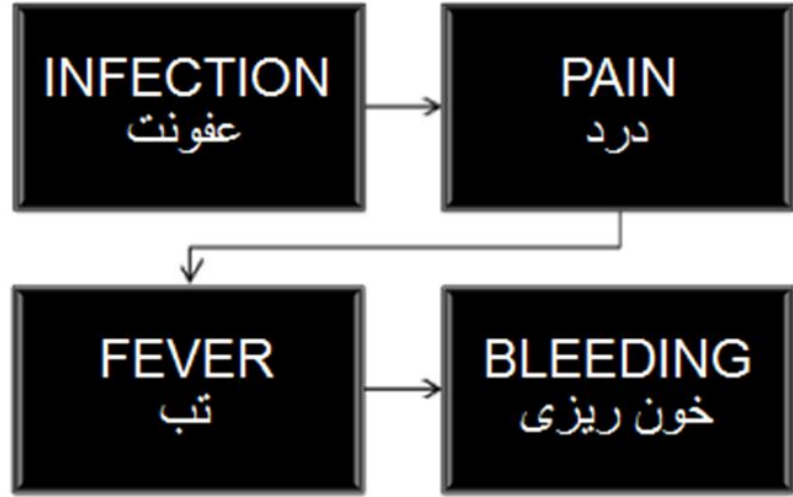 INFECTION
عفونت
PAIN
درد
FEVER
تب
BLEEDING
خون ریزی